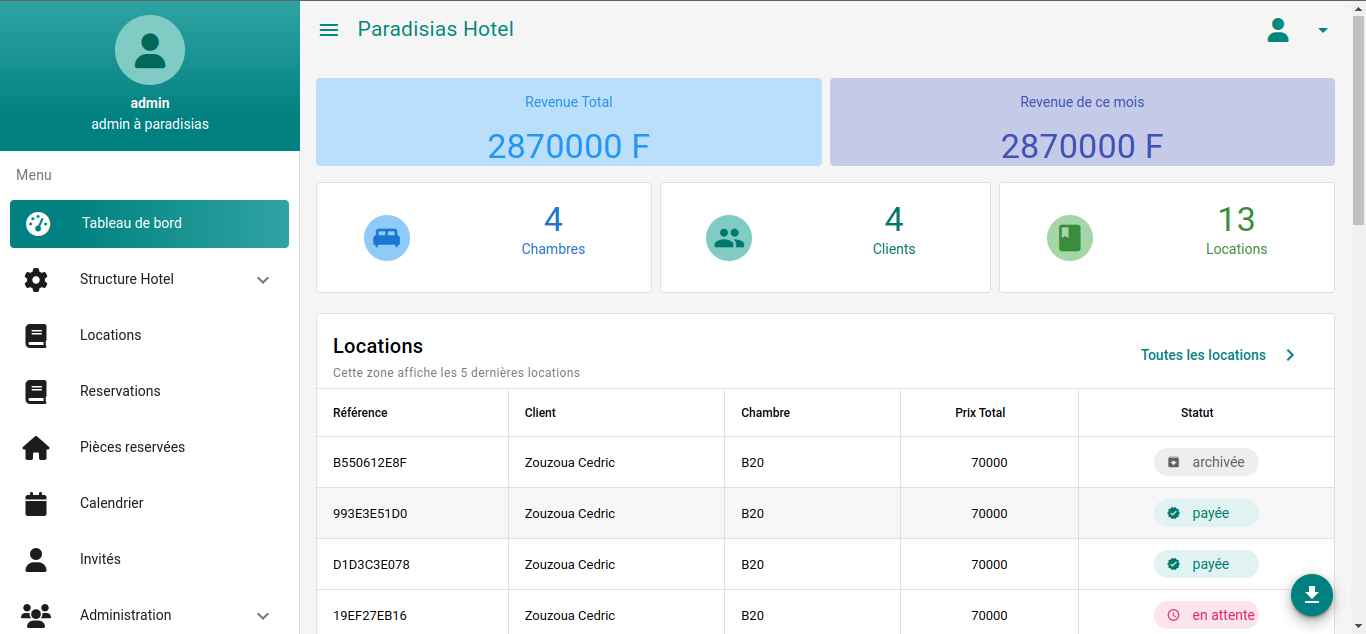 admin
admin à paradisias
Menu
Tableau de bord
Structure Hotel
Locations
Reservations
Pièces reservées
Calendrier
Invités
Administration
Paradisias Hotel
Revenue Total
2870000 F
Revenue de ce mois
2870000 F
4
Chambres
4
Clients
13
Locations
Locations
Cette zone affiche les 5 dernières locations
Toutes les locations
Référence Client Chambre Prix Total Statut
B550612E8F Zouzoua Cedric B20 70000 archivée
993E3E51D0 Zouzoua Cedric B20 70000 payée
D1D3C3E078 Zouzoua Cedric B20 70000 payée
19EF27EB16 Zouzoua Cedric B20 70000 en attente